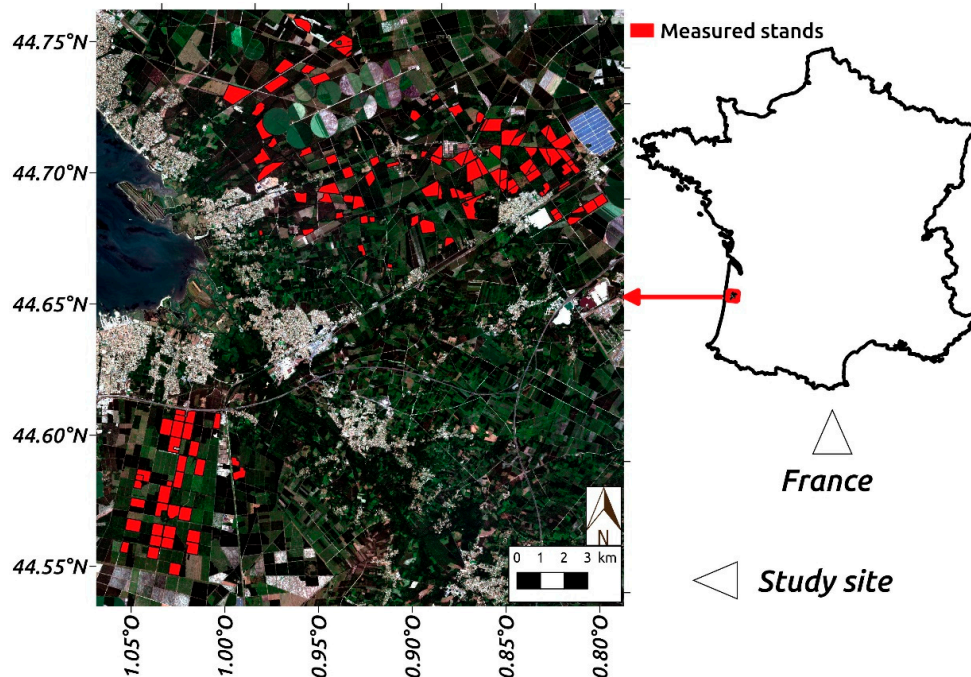 Measured stands
44.75°N
44.70°N
44.65°N
44.60°N
44.55°N
N
0 1 2 3 km
1.05°O
1.00°O
0.95°O
0.90°O
0.85°O
0.80°O
France
Study site